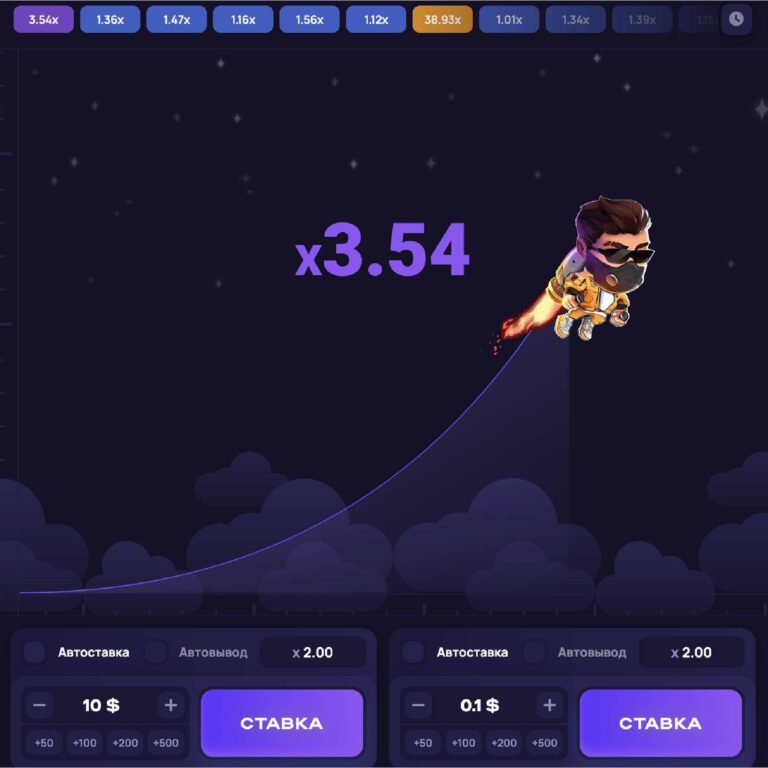 3.54x 1.36x 1.47x 1.16x 1.56x 1.12x 38.93x 1.01x 1.34x 1.39x 1.15x
x3.54
Автоставка Автовывод x 2.00 Автоставка Автовывод x 2.00
− 10 $ + СТАВКА − 0.1 $ + СТАВКА
+50 +100 +200 +500 +50 +100 +200 +500